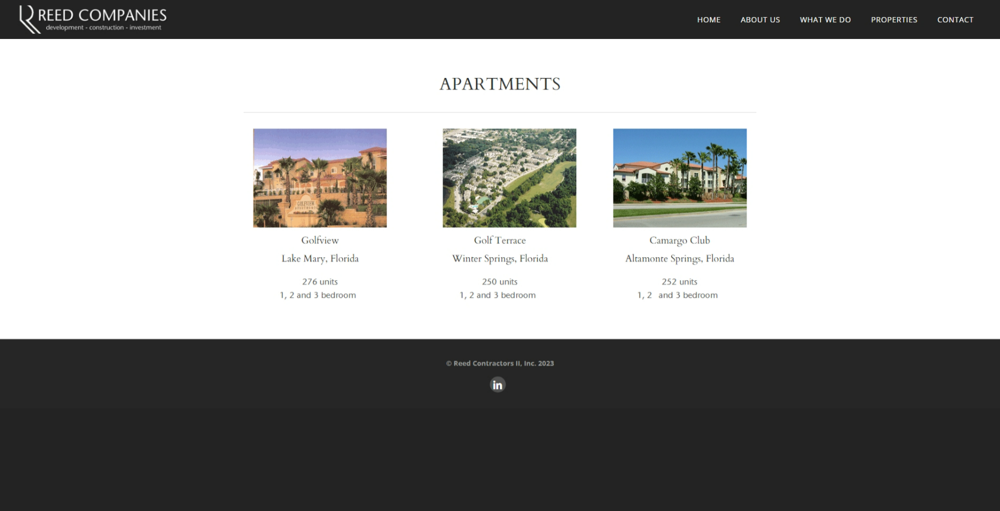 REED COMPANIES
development - construction - investment
HOME ABOUT US WHAT WE DO PROPERTIES CONTACT
APARTMENTS
GOLFVIEW
APARTMENTS
Golfview
Lake Mary, Florida
276 units
1, 2 and 3 bedroom
Golf Terrace
Winter Springs, Florida
250 units
1, 2 and 3 bedroom
Camargo Club
Altamonte Springs, Florida
252 units
1, 2 and 3 bedroom
© Reed Contractors II, Inc. 2023
in